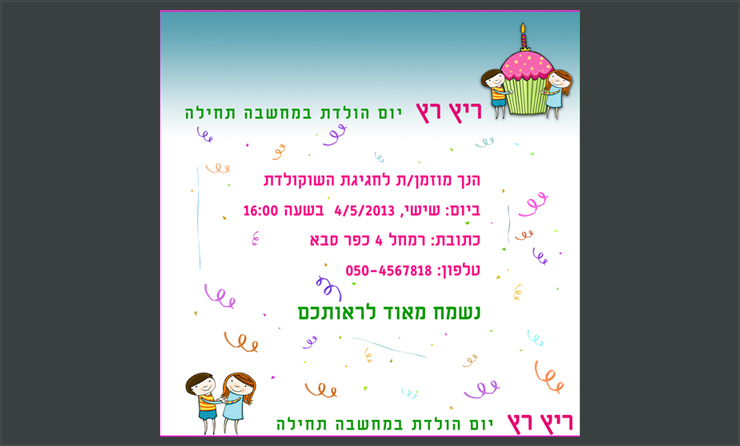 ריץ רץ יום הולדת במחשבה תחילה
הנך מוזמן/ת לחגיגת השוקולדת
ביום: שישי, 4/5/2013 בשעה 16:00
כתובת: רמחל 4 כפר סבא
טלפון: 050-4567818
נשמח מאוד לראותכם
ריץ רץ יום הולדת במחשבה תחילה